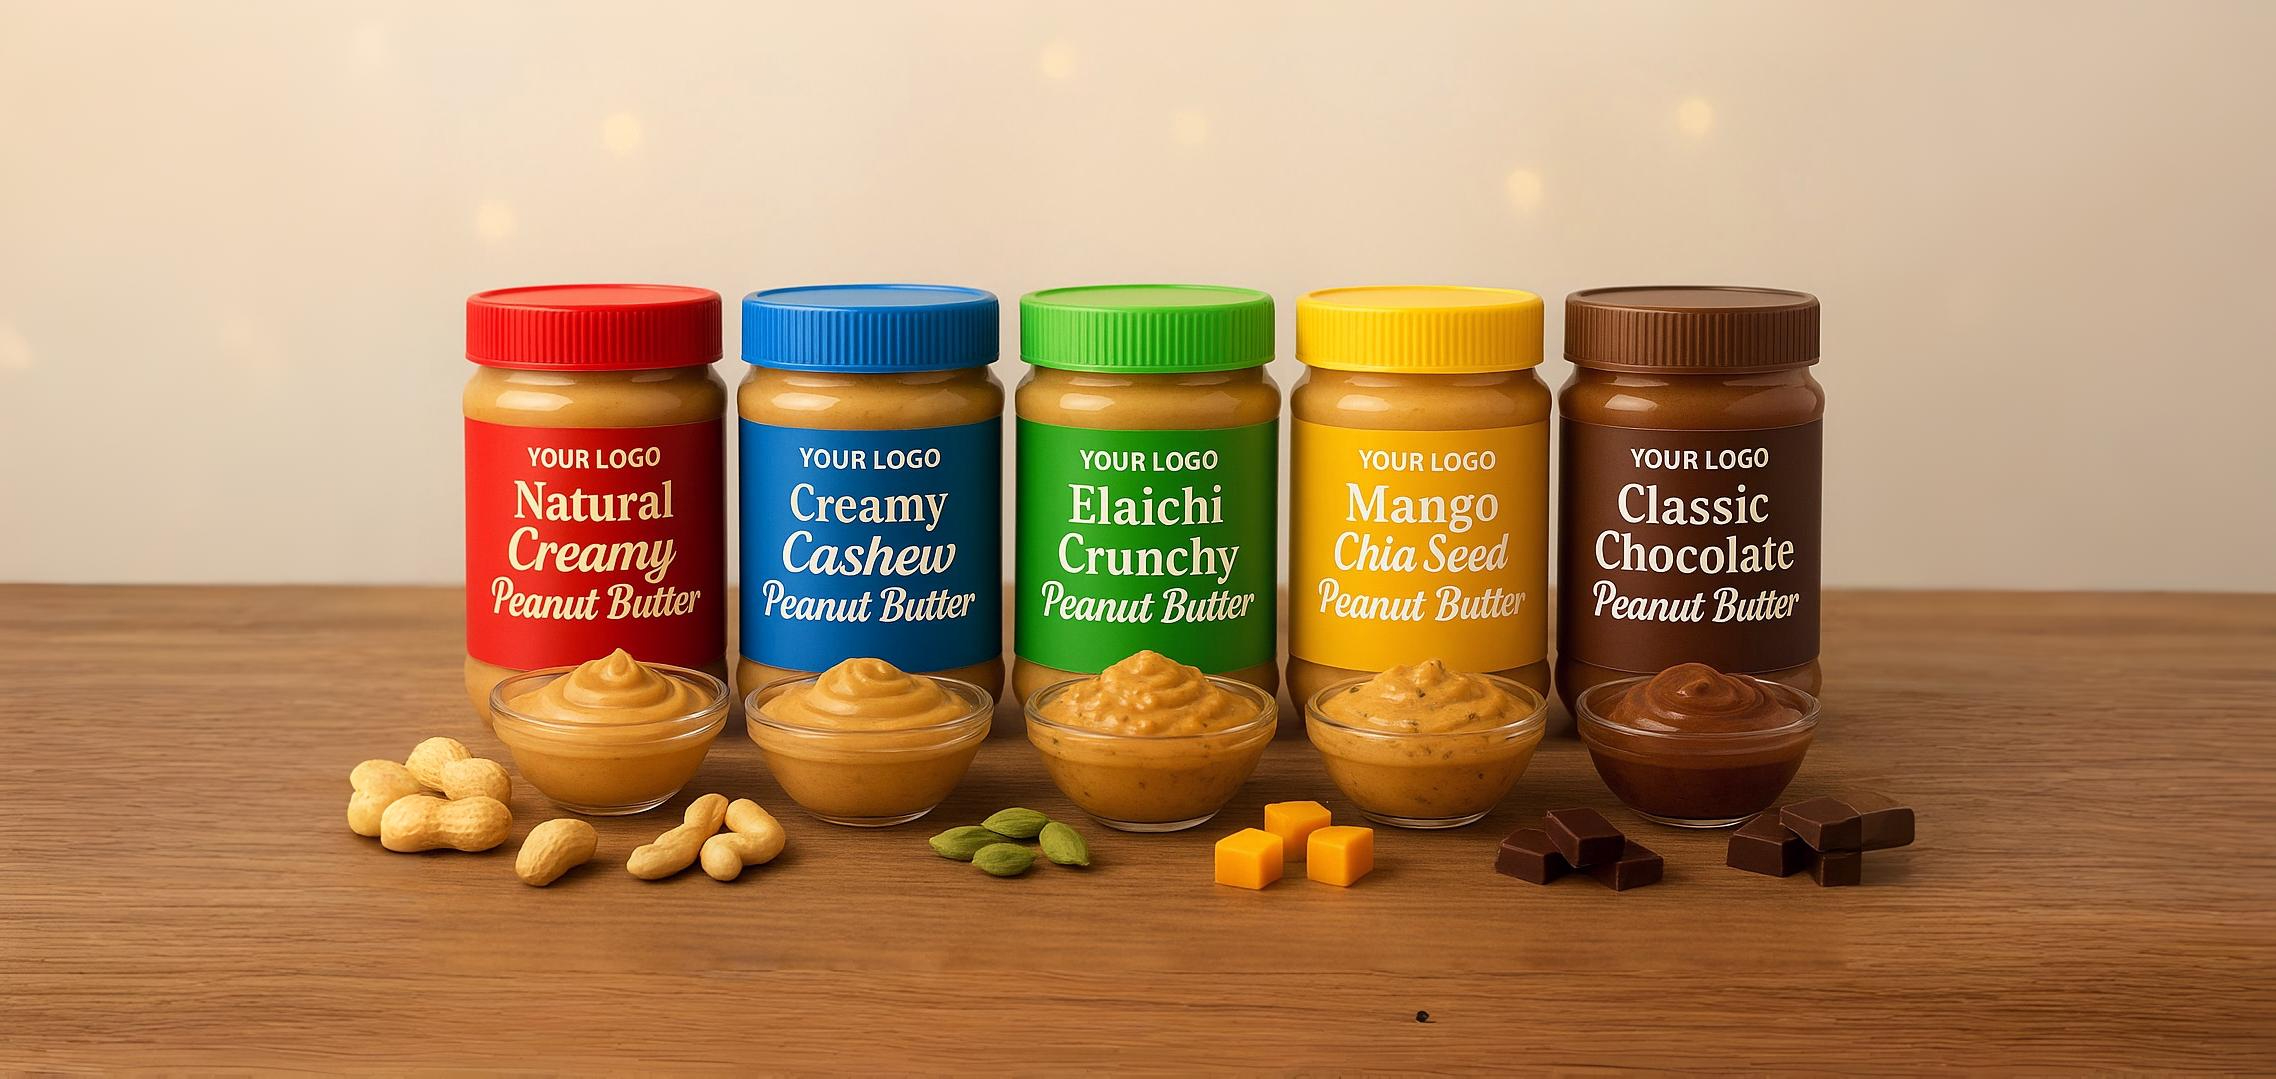 YOUR LOGO
Natural
Creamy
Peanut Butter
YOUR LOGO
Creamy
Cashew
Peanut Butter
YOUR LOGO
Elaichi
Crunchy
Peanut Butter
YOUR LOGO
Mango
Chia Seed
Peanut Butter
YOUR LOGO
Classic
Chocolate
Peanut Butter